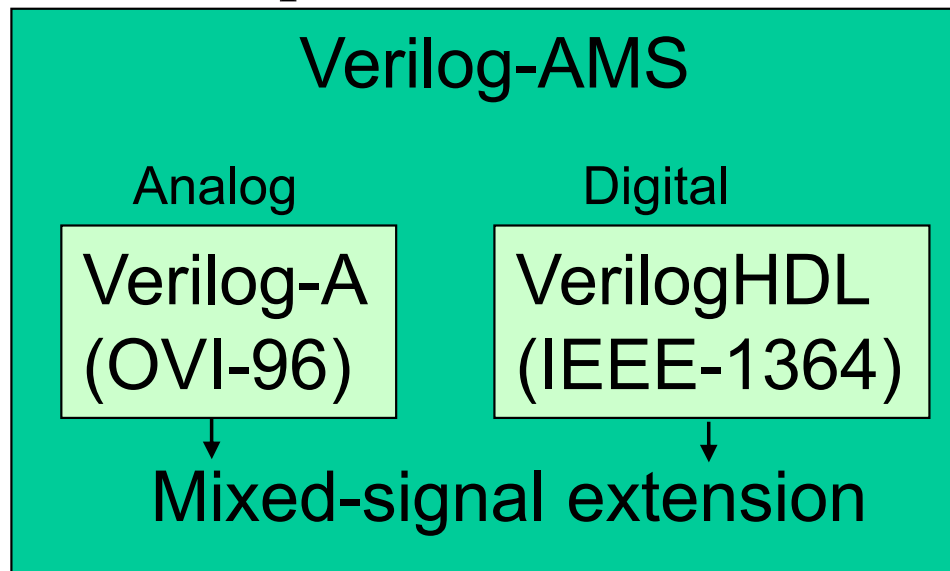 Verilog-AMS
Analog Digital
Verilog-A
(OVI-96)
VerilogHDL
(IEEE-1364)
Mixed-signal extension